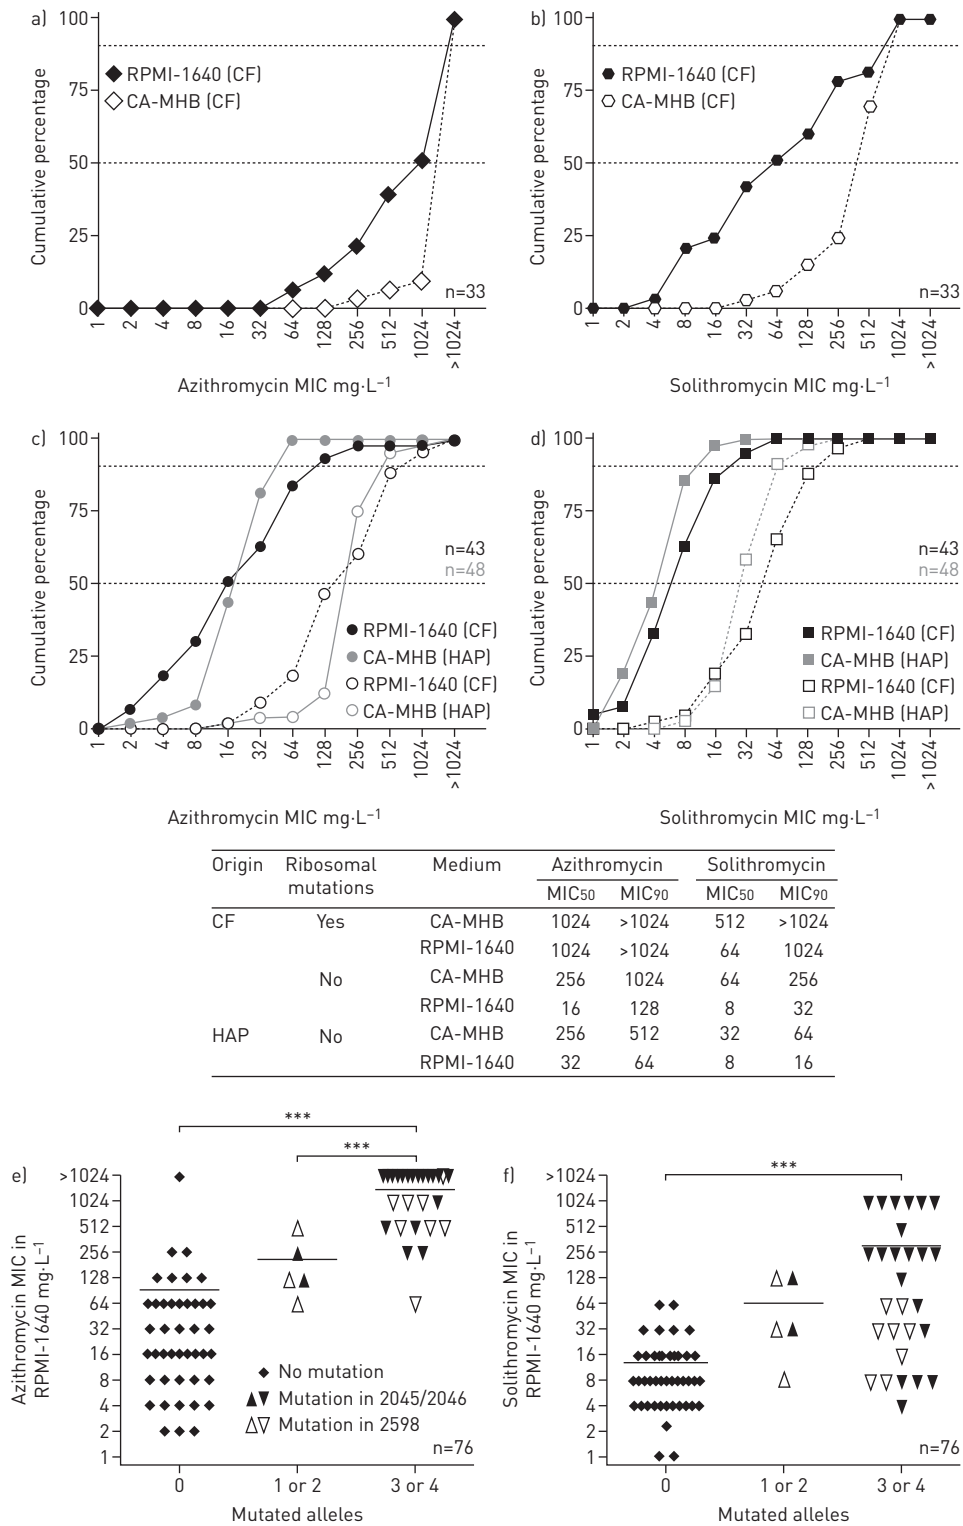 a)
100
75
50
25
0
Cumulative percentage
RPMI-1640 (CF)
CA-MHB (CF)
n=33
1 2 4 8 16 32 64 128 256 512 1024 >1024
Azithromycin MIC mg·L–1
b)
100
75
50
25
0
Cumulative percentage
RPMI-1640 (CF)
CA-MHB (CF)
n=33
1 2 4 8 16 32 64 128 256 512 1024 >1024
Solithromycin MIC mg·L–1
c)
100
75
50
25
0
Cumulative percentage
n=43
n=48
RPMI-1640 (CF)
CA-MHB (HAP)
RPMI-1640 (CF)
CA-MHB (HAP)
1 2 4 8 16 32 64 128 256 512 1024 >1024
Azithromycin MIC mg·L–1
d)
100
75
50
25
0
Cumulative percentage
n=43
n=48
RPMI-1640 (CF)
CA-MHB (HAP)
RPMI-1640 (CF)
CA-MHB (HAP)
1 2 4 8 16 32 64 128 256 512 1024 >1024
Solithromycin MIC mg·L–1
Origin Ribosomal mutations Medium Azithromycin Solithromycin
MIC50 MIC90 MIC50 MIC90
CF Yes CA-MHB 1024 >1024 512 >1024
RPMI-1640 1024 >1024 64 1024
No CA-MHB 256 1024 64 256
RPMI-1640 16 128 8 32
HAP No CA-MHB 256 512 32 64
RPMI-1640 32 64 8 16
e)
***
***
>1024
1024
512
256
128
64
32
16
8
4
2
1
Azithromycin MIC in
RPMI-1640 mg·L–1
No mutation
Mutation in 2045/2046
Mutation in 2598
n=76
0 1 or 2 3 or 4
Mutated alleles
f)
***
>1024
1024
512
256
128
64
32
16
8
4
2
1
Solithromycin MIC in
RPMI-1640 mg·L–1
n=76
0 1 or 2 3 or 4
Mutated alleles